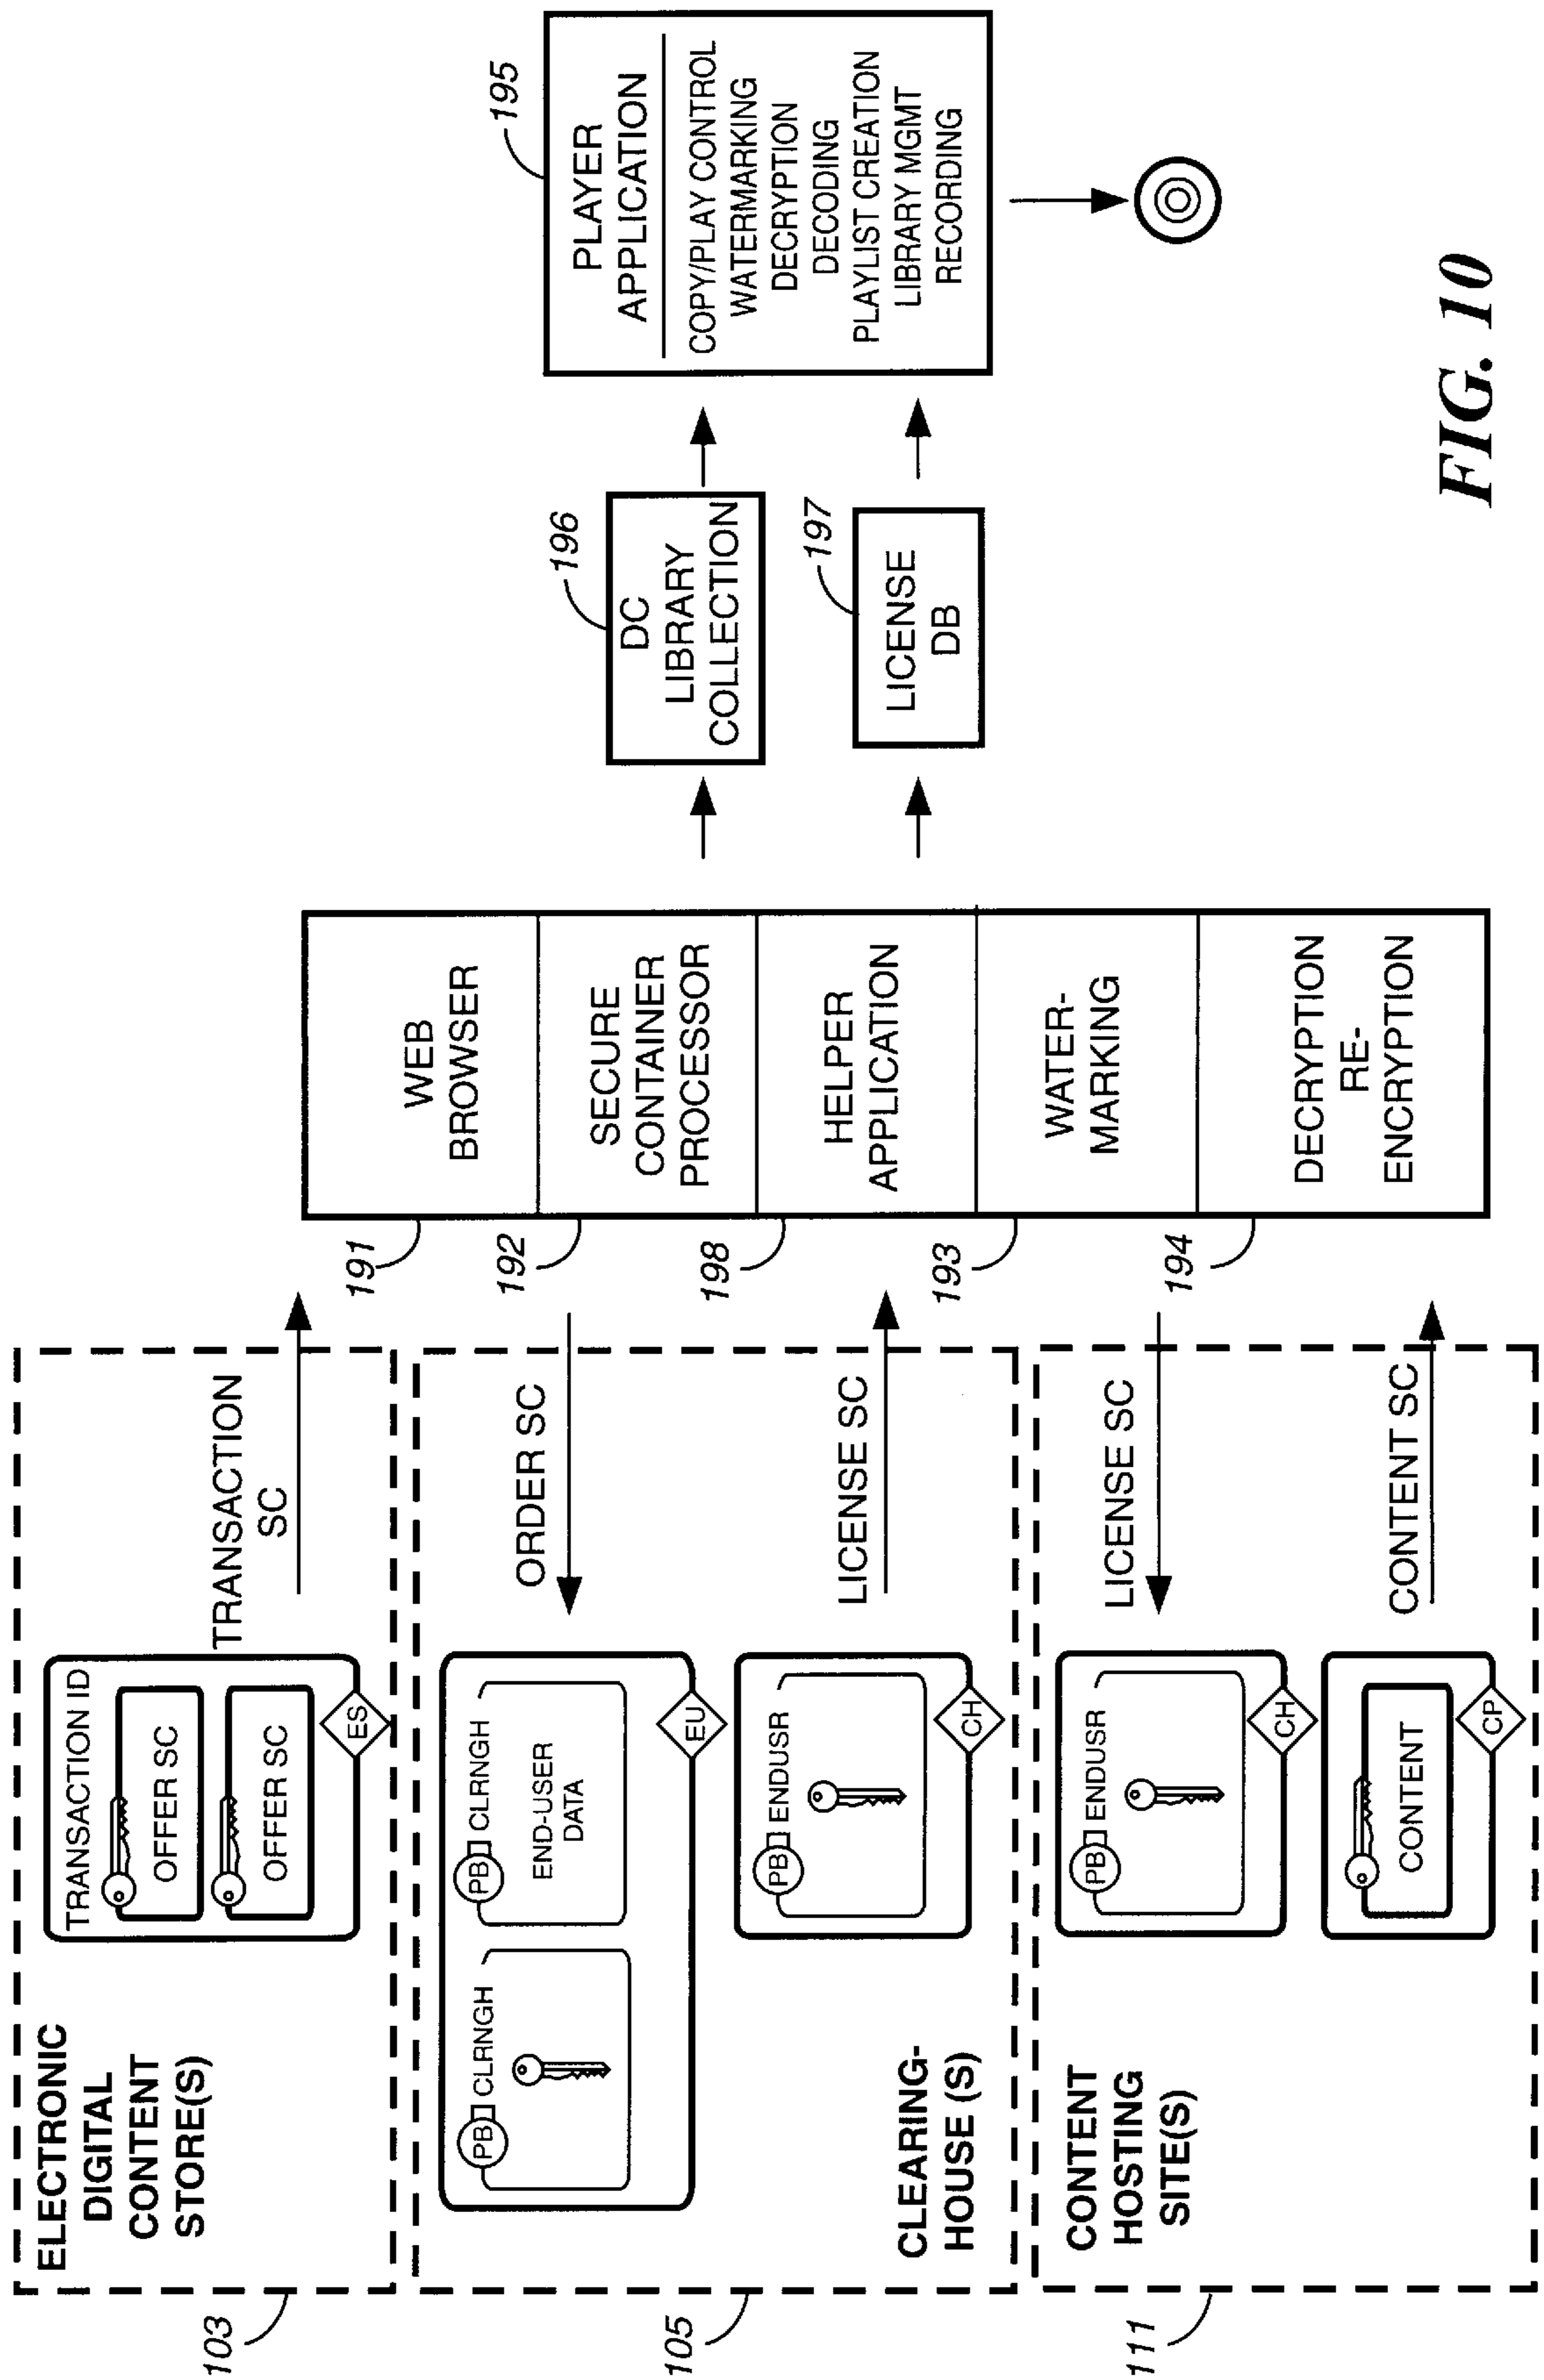 ELECTRONIC
DIGITAL
CONTENT
STORE(S)
103
TRANSACTION ID
OFFER SC
OFFER SC
ES
TRANSACTION
SC
CLEARING-
HOUSE (S)
105
PB CLRNGH
PB CLRNGH
END-USER
DATA
EU
ORDER SC
PB ENDUSR
CH
LICENSE SC
CONTENT
HOSTING
SITE(S)
111
PB ENDUSR
CH
LICENSE SC
CONTENT
CP
CONTENT SC
191
WEB
BROWSER
192
SECURE
CONTAINER
PROCESSOR
198
HELPER
APPLICATION
193
WATER-
MARKING
194
DECRYPTION
RE-
ENCRYPTION
196
DC
LIBRARY
COLLECTION
197
LICENSE
DB
195
PLAYER
APPLICATION
COPY/PLAY CONTROL
WATERMARKING
DECRYPTION
DECODING
PLAYLIST CREATION
LIBRARY MGMT
RECORDING
FIG. 10